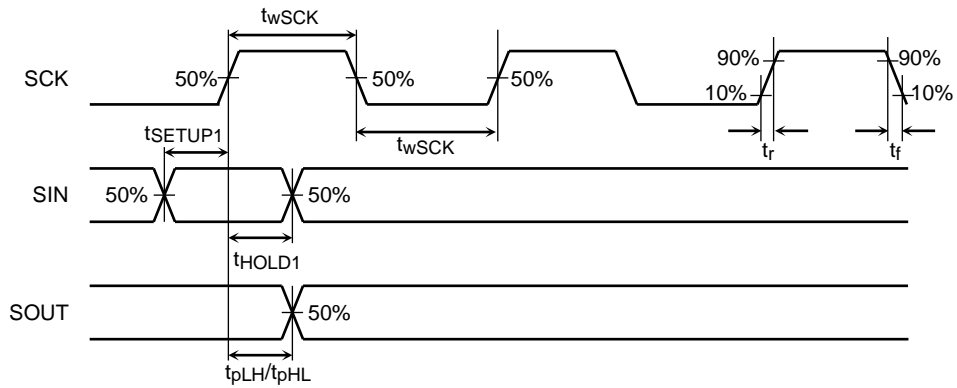 twSCK
SCK 50% 50% 50% 90% 90%
10% 10%
tSETUP1 twSCK tr tf
SIN 50% 50%
tHOLD1
SOUT 50%
tpLH/tpHL